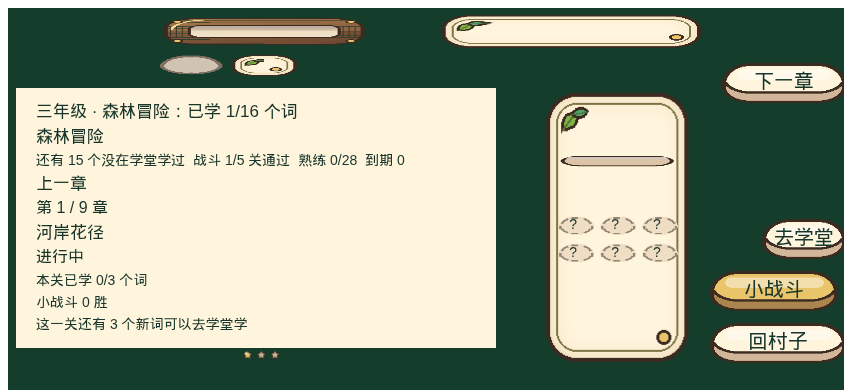 下一章
三年级 · 森林冒险：已学 1/16 个词
森林冒险
还有 15 个没在学堂学过 战斗 1/5 关通过 熟练 0/28 到期 0
上一章
第 1 / 9 章
河岸花径
进行中
本关已学 0/3 个词
小战斗 0 胜
这一关还有 3 个新词可以去学堂学
? ? ?
? ? ?
去学堂
小战斗
回村子